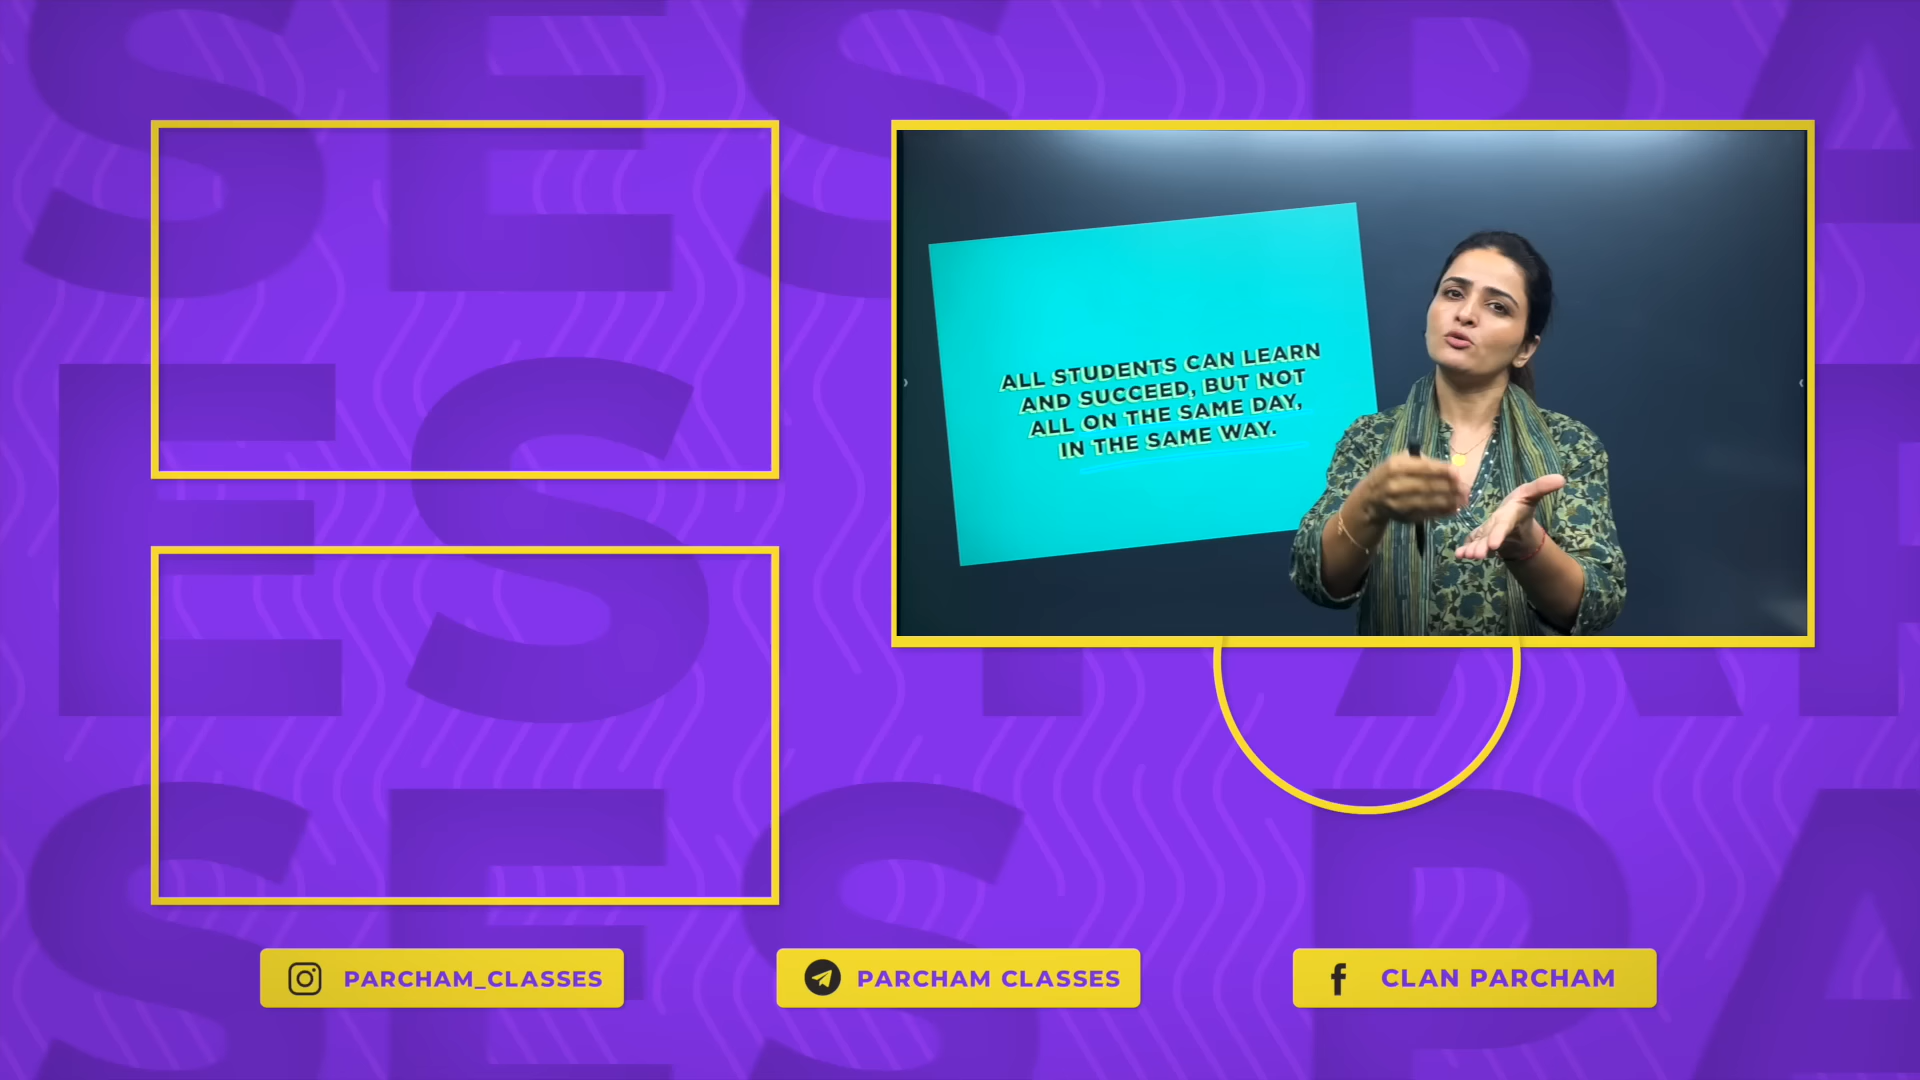 ALL STUDENTS CAN LEARN
AND SUCCEED, BUT NOT
ALL ON THE SAME DAY,
IN THE SAME WAY.
PARCHAM_CLASSES
PARCHAM CLASSES
CLAN PARCHAM